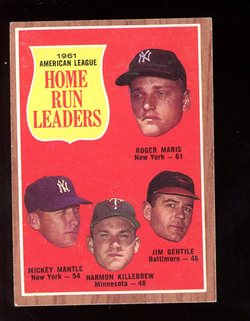 1961
AMERICAN LEAGUE
HOME
RUN
LEADERS
ROGER MARIS
New York — 61
JIM GENTILE
Baltimore — 46
MICKEY MANTLE
New York — 54
HARMON KILLEBREW
Minnesota — 46